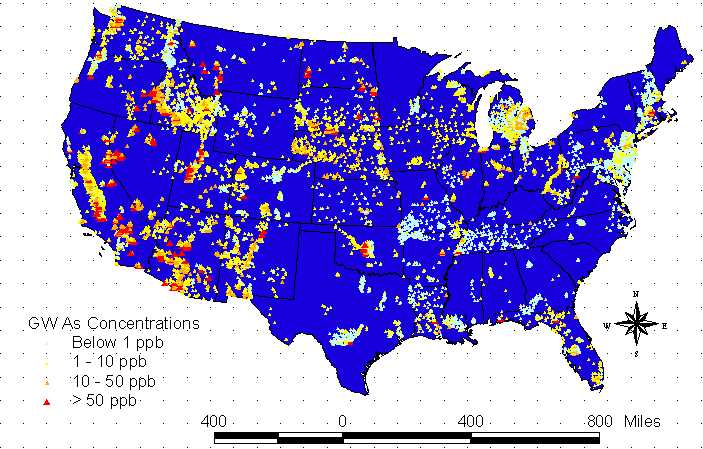 N
W E
S
GW As Concentrations
Below 1 ppb
1 - 10 ppb
10 - 50 ppb
> 50 ppb
400 0 400 800 Miles